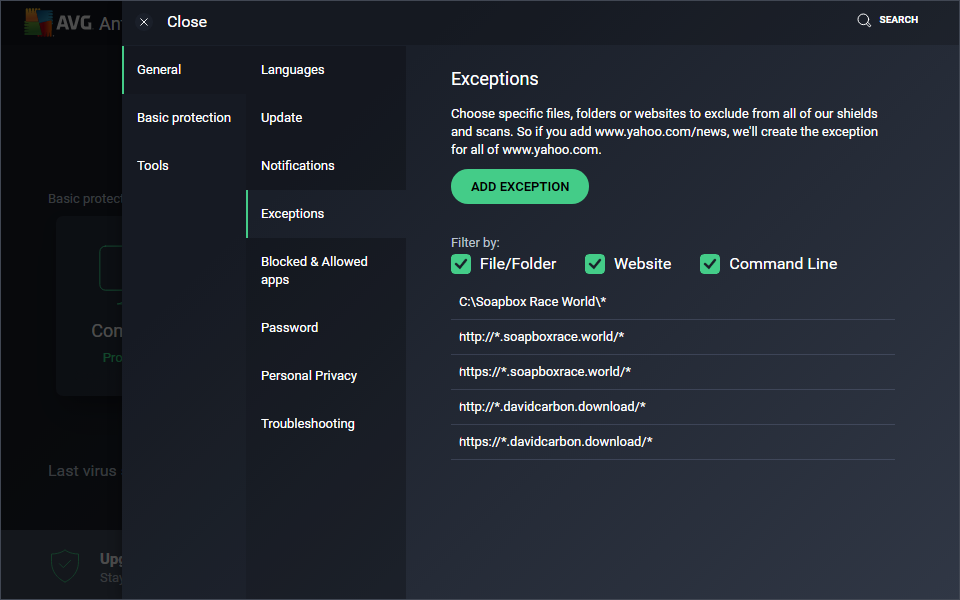 AVG An
Close
SEARCH
General
Basic protection
Tools
Languages
Update
Notifications
Exceptions
Blocked & Allowed
apps
Password
Personal Privacy
Troubleshooting
Exceptions
Choose specific files, folders or websites to exclude from all of our shields
and scans. So if you add www.yahoo.com/news, we'll create the exception
for all of www.yahoo.com.
ADD EXCEPTION
Filter by:
File/Folder Website Command Line
C:\Soapbox Race World\*
http://*.soapboxrace.world/*
https://*.soapboxrace.world/*
http://*.davidcarbon.download/*
https://*.davidcarbon.download/*
Basic protect
Com
Pro
Last virus
Upg
Stay